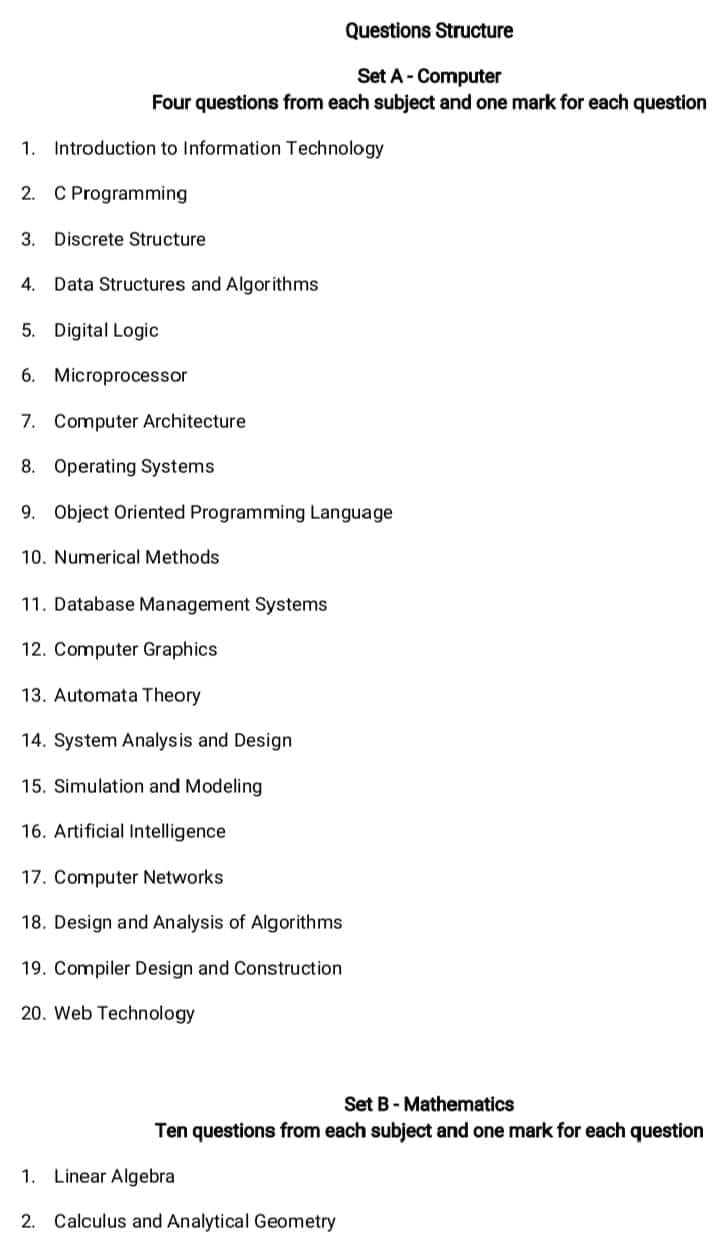 Questions Structure
Set A - Computer
Four questions from each subject and one mark for each question
1. Introduction to Information Technology
2. C Programming
3. Discrete Structure
4. Data Structures and Algorithms
5. Digital Logic
6. Microprocessor
7. Computer Architecture
8. Operating Systems
9. Object Oriented Programming Language
10. Numerical Methods
11. Database Management Systems
12. Computer Graphics
13. Automata Theory
14. System Analysis and Design
15. Simulation and Modeling
16. Artificial Intelligence
17. Computer Networks
18. Design and Analysis of Algorithms
19. Compiler Design and Construction
20. Web Technology
Set B - Mathematics
Ten questions from each subject and one mark for each question
1. Linear Algebra
2. Calculus and Analytical Geometry